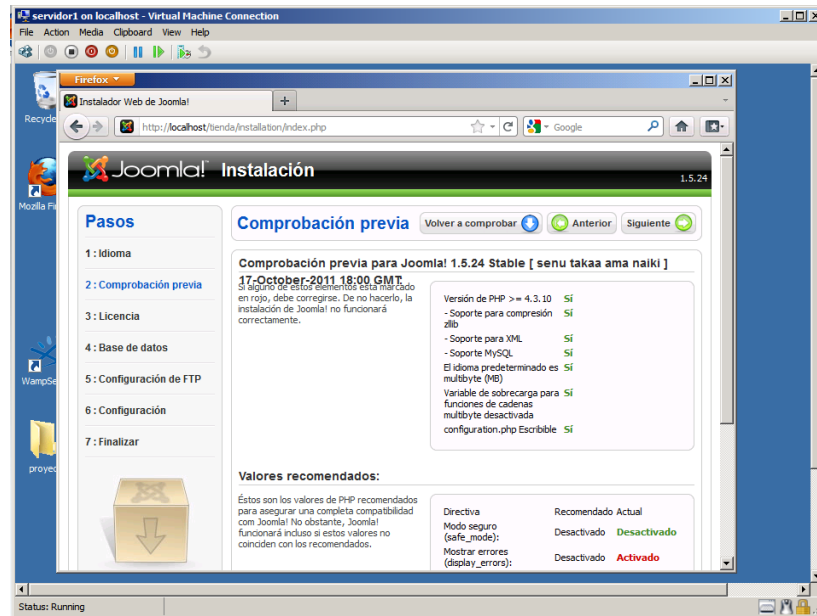 servidor1 on localhost - Virtual Machine Connection
File Action Media Clipboard View Help
Firefox
Instalador Web de Joomla!
http://localhost/tienda/installation/index.php
Google
Joomla! Instalación
1.5.24
Pasos
1 : Idioma
2 : Comprobación previa
3 : Licencia
4 : Base de datos
5 : Configuración de FTP
6 : Configuración
7 : Finalizar
Comprobación previa
Volver a comprobar
Anterior
Siguiente
Comprobación previa para Joomla! 1.5.24 Stable [ senu takaa ama naiki ]
17-October-2011 18:00 GMT:
Si alguno de estos elementos está marcado
en rojo, debe corregirse. De no hacerlo, la
instalación de Joomla! no funcionará
correctamente.
Versión de PHP >= 4.3.10 Sí
- Soporte para compresión Sí
zlib
- Soporte para XML Sí
- Soporte MySQL Sí
El idioma predeterminado es Sí
multibyte (MB)
Variable de sobrecarga para Sí
funciones de cadenas
multibyte desactivada
configuration.php Escribible Sí
Valores recomendados:
Éstos son los valores de PHP recomendados
para asegurar una completa compatibilidad
con Joomla! No obstante, Joomla!
funcionará incluso si estos valores no
coinciden con los recomendados.
Directiva Recomendado Actual
Modo seguro
(safe_mode): Desactivado Desactivado
Mostrar errores
(display_errors): Desactivado Activado
Recycle
Mozilla Fir
WampSe
proyec
Status: Running